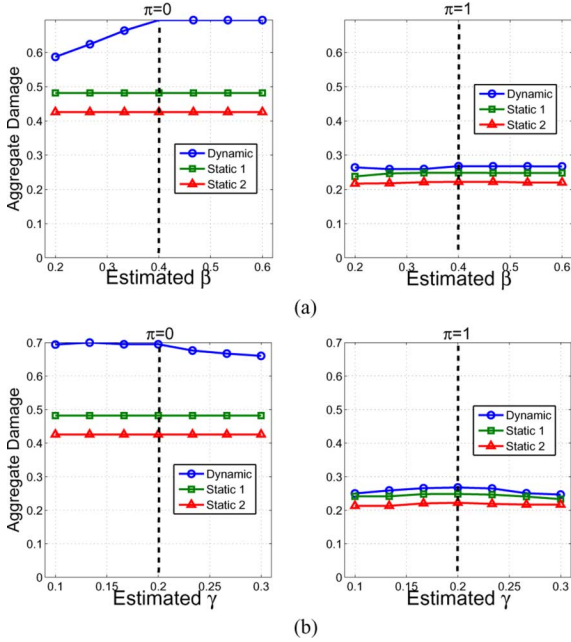 π=0
Aggregate Damage
0.6
0.5
0.4
0.3
0.2
0.1
0
Dynamic
Static 1
Static 2
0.2 0.3 0.4 0.5 0.6
Estimated β
π=1
0.6
0.5
0.4
0.3
0.2
0.1
0
Dynamic
Static 1
Static 2
0.2 0.3 0.4 0.5 0.6
Estimated β
(a)
π=0
Aggregate Damage
0.7
0.6
0.5
0.4
0.3
0.2
0.1
0
Dynamic
Static 1
Static 2
0.1 0.15 0.2 0.25 0.3
Estimated γ
π=1
0.7
0.6
0.5
0.4
0.3
0.2
0.1
0
Dynamic
Static 1
Static 2
0.1 0.15 0.2 0.25 0.3
Estimated γ
(b)